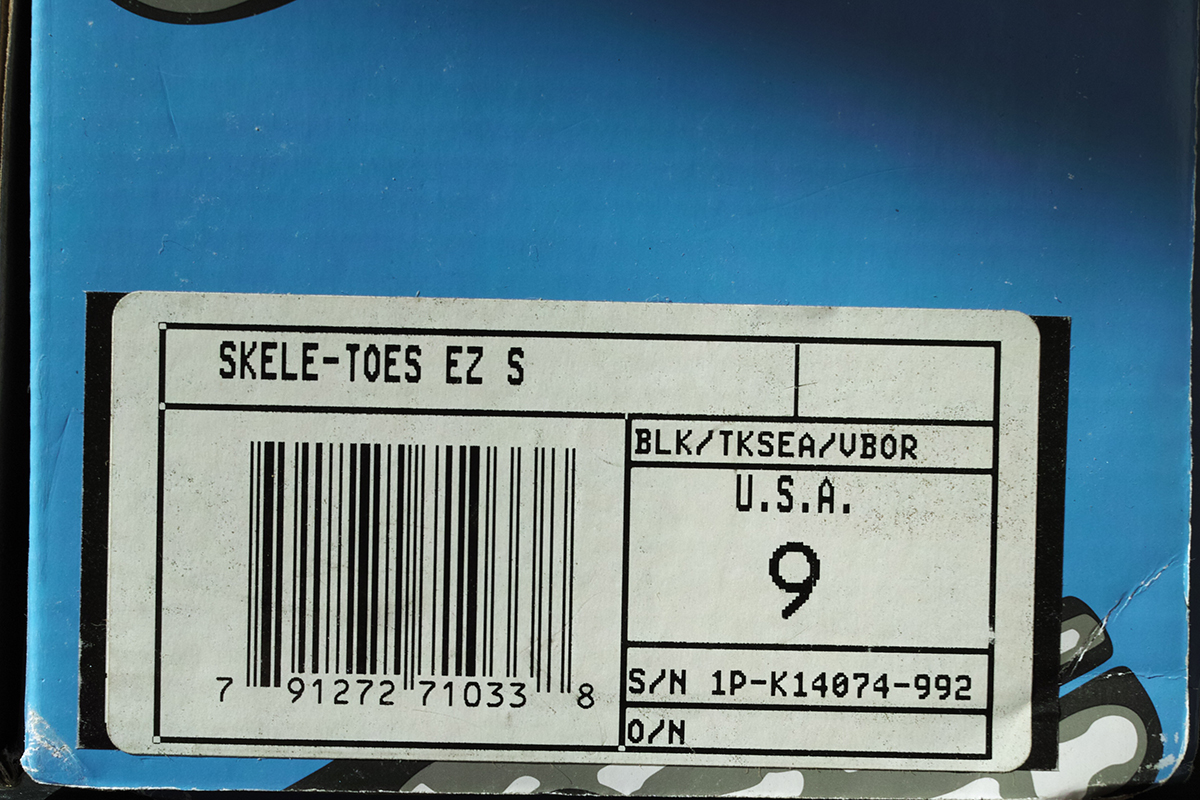 SKELE-TOES EZ S
BLK/TKSEA/VBOR
U.S.A.
9
7 91272 71033 8
S/N 1P-K14074-992
O/N